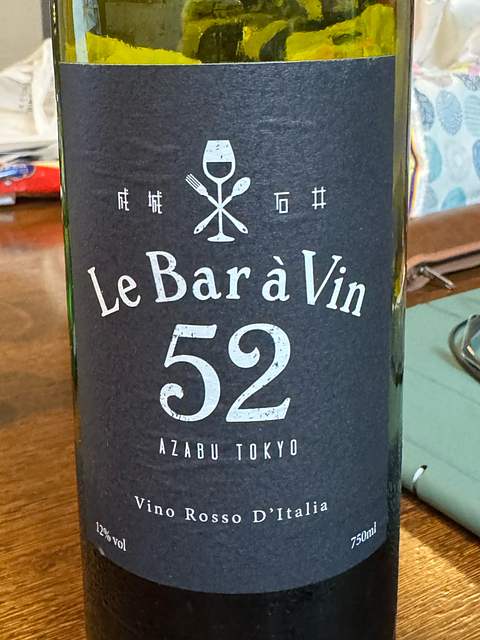 成城 石井
Le Bar à Vin
52
AZABU TOKYO
Vino Rosso D'Italia
12% vol
750ml